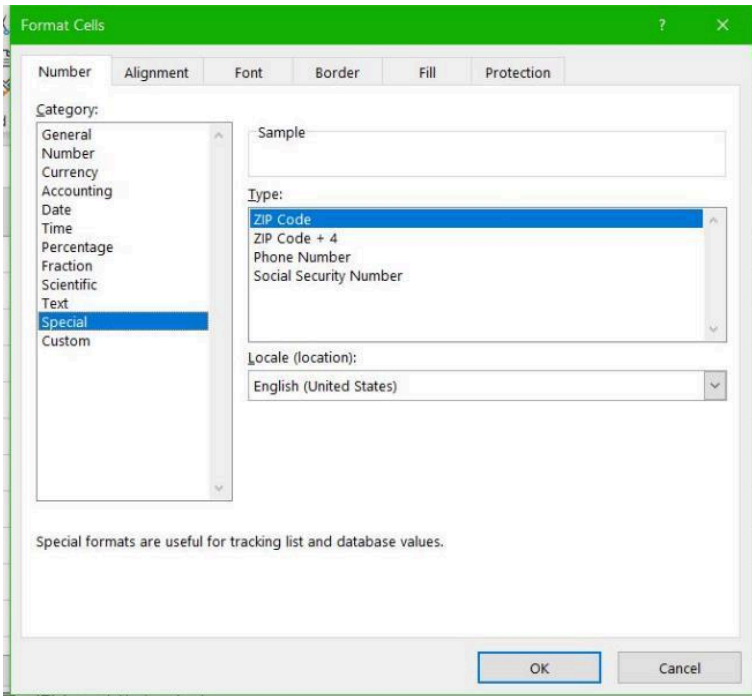 Format Cells ?
Number Alignment Font Border Fill Protection
Category:
General
Number
Currency
Accounting
Date
Time
Percentage
Fraction
Scientific
Text
Special
Custom
Sample
Type:
ZIP Code
ZIP Code + 4
Phone Number
Social Security Number
Locale (location):
English (United States)
Special formats are useful for tracking list and database values.
OK Cancel